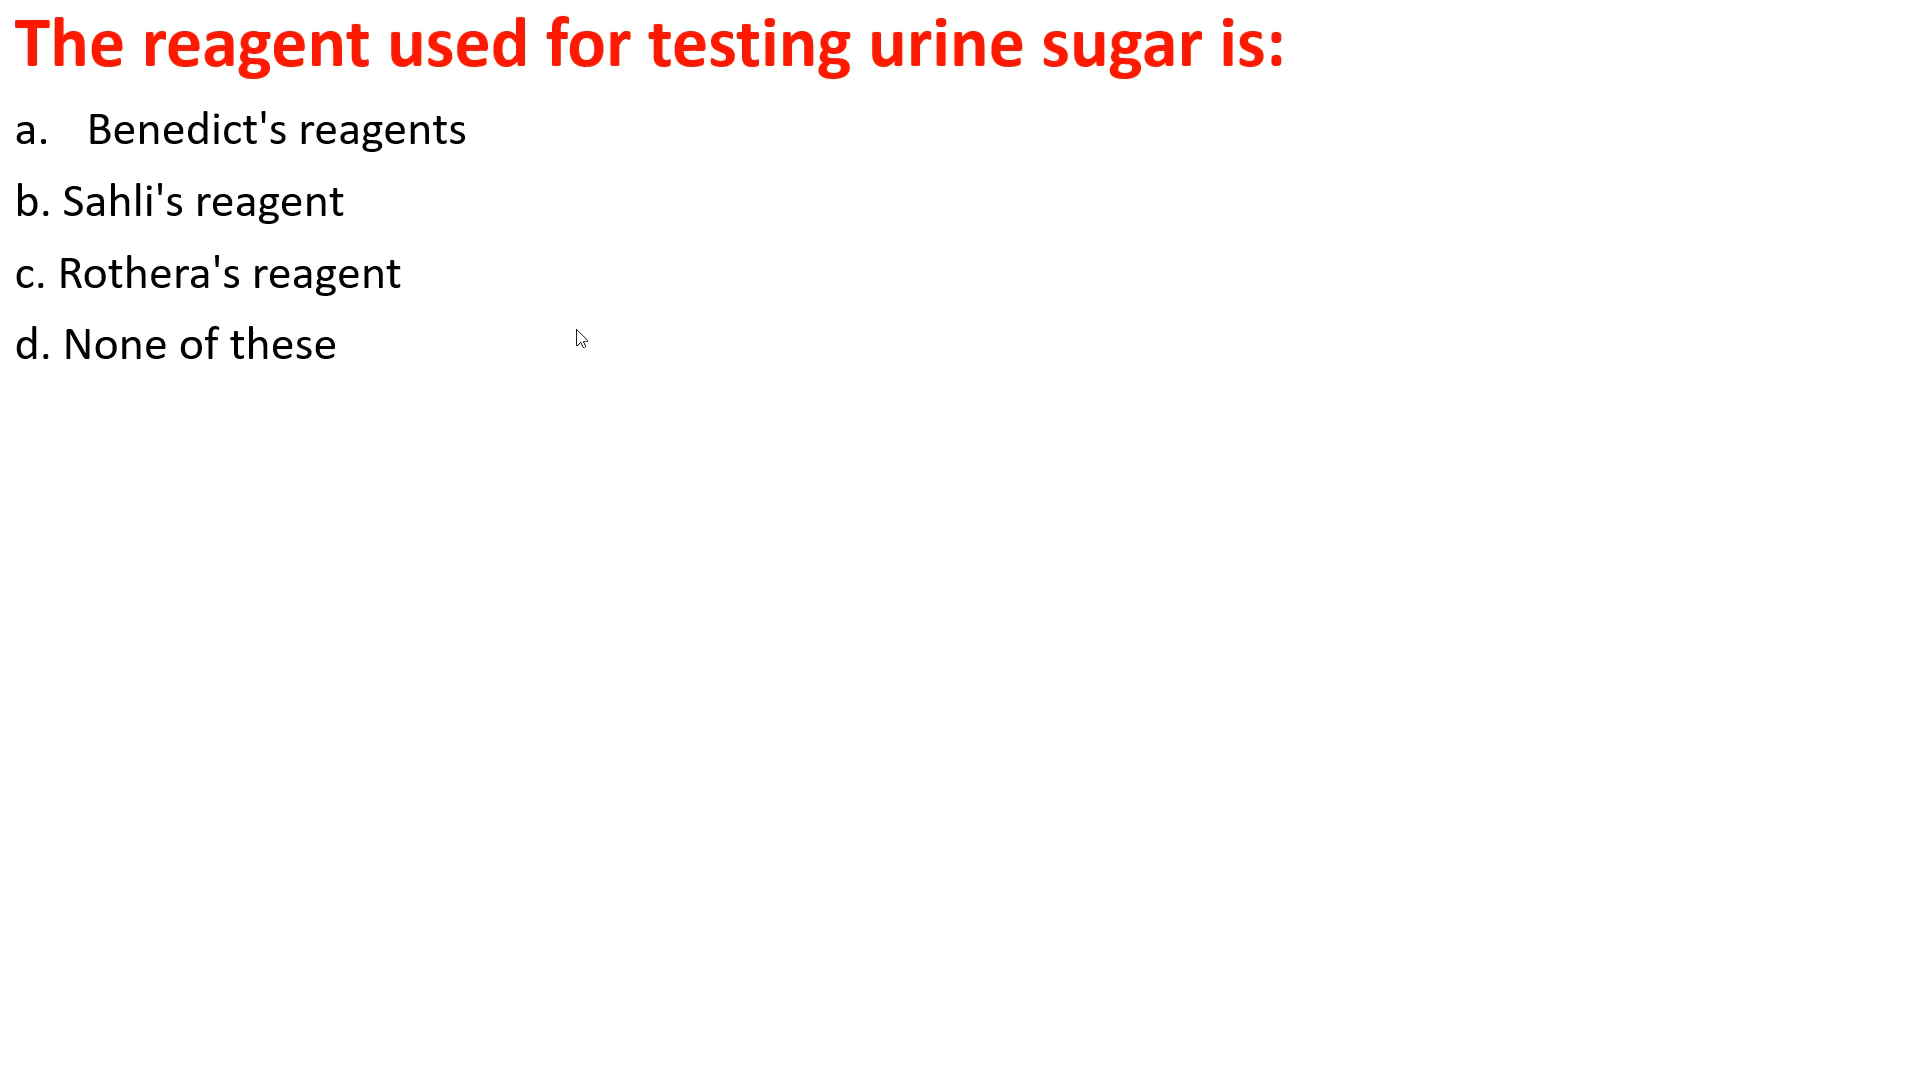 The reagent used for testing urine sugar is:
a. Benedict's reagents
b. Sahli's reagent
c. Rothera's reagent
d. None of these